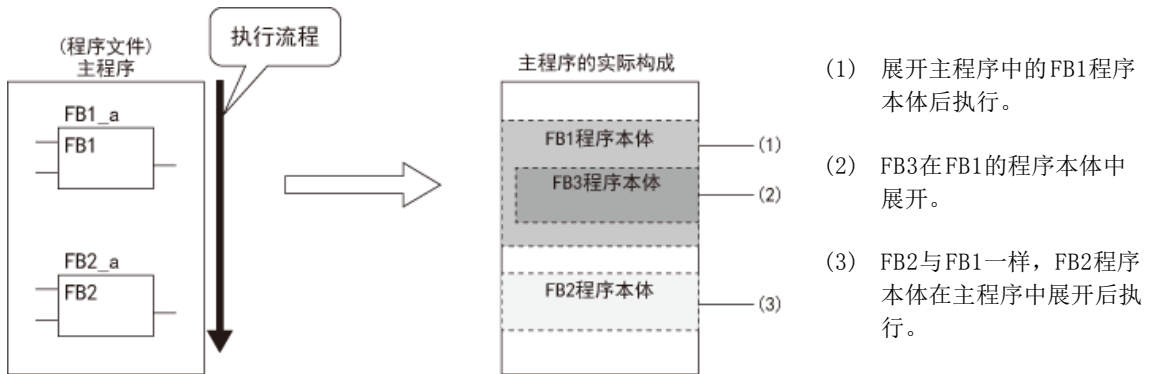 (程序文件)
主程序
执行流程
FB1_a
FB1
FB2_a
FB2
主程序的实际构成
FB1程序本体
(1)
FB3程序本体
(2)
FB2程序本体
(3)
(1) 展开主程序中的FB1程序
本体后执行。
(2) FB3在FB1的程序本体中
展开。
(3) FB2与FB1一样，FB2程序
本体在主程序中展开后执
行。